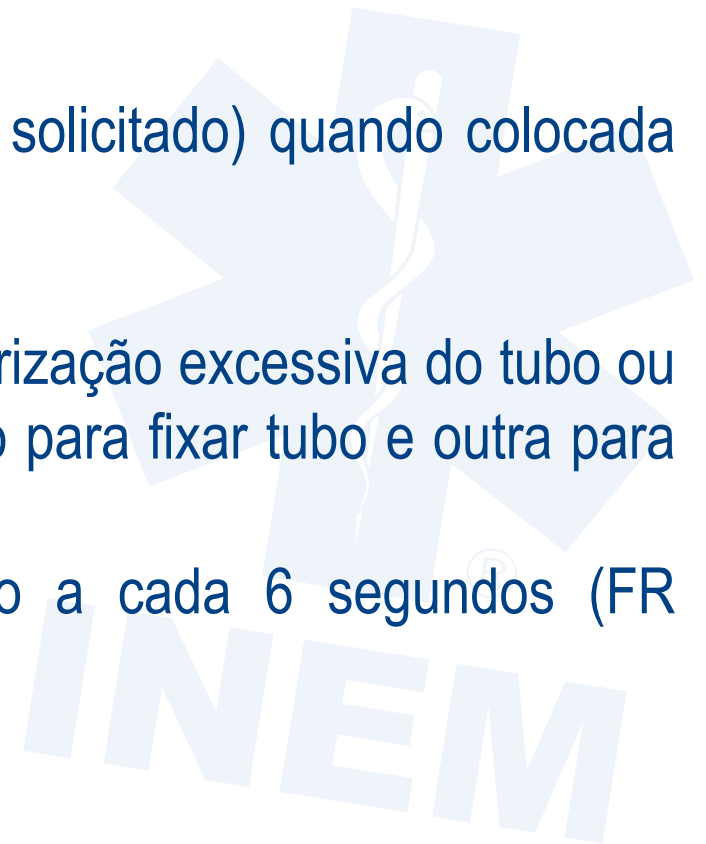 solicitado) quando colocada
rização excessiva do tubo ou
o para fixar tubo e outra para
o a cada 6 segundos (FR
®
INEM